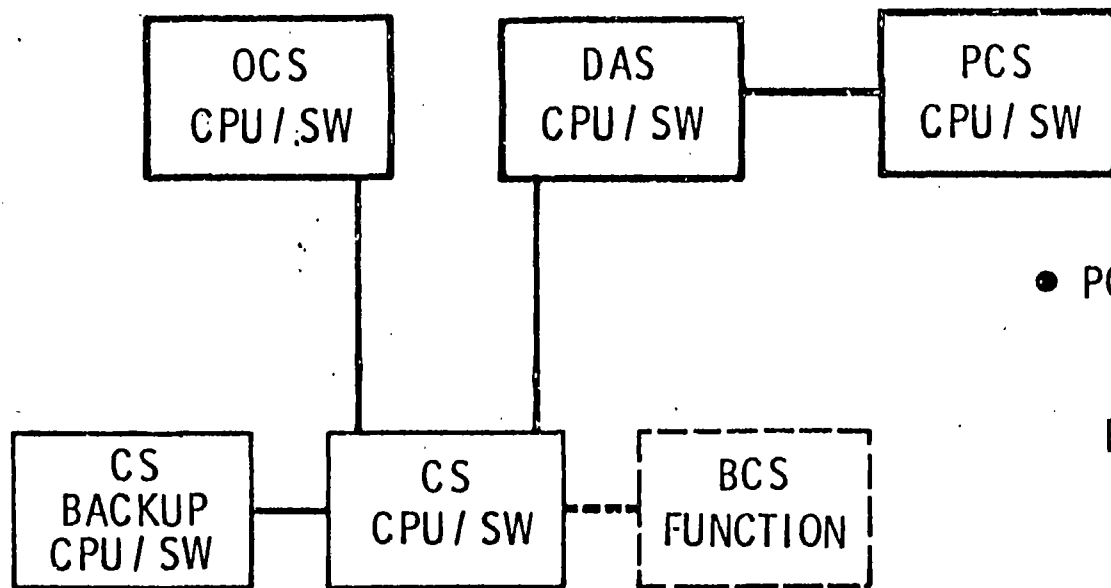 OCS
CPU / SW
DAS
CPU / SW
PCS
CPU / SW
CS
BACKUP
CPU / SW
CS
CPU / SW
BCS
FUNCTION